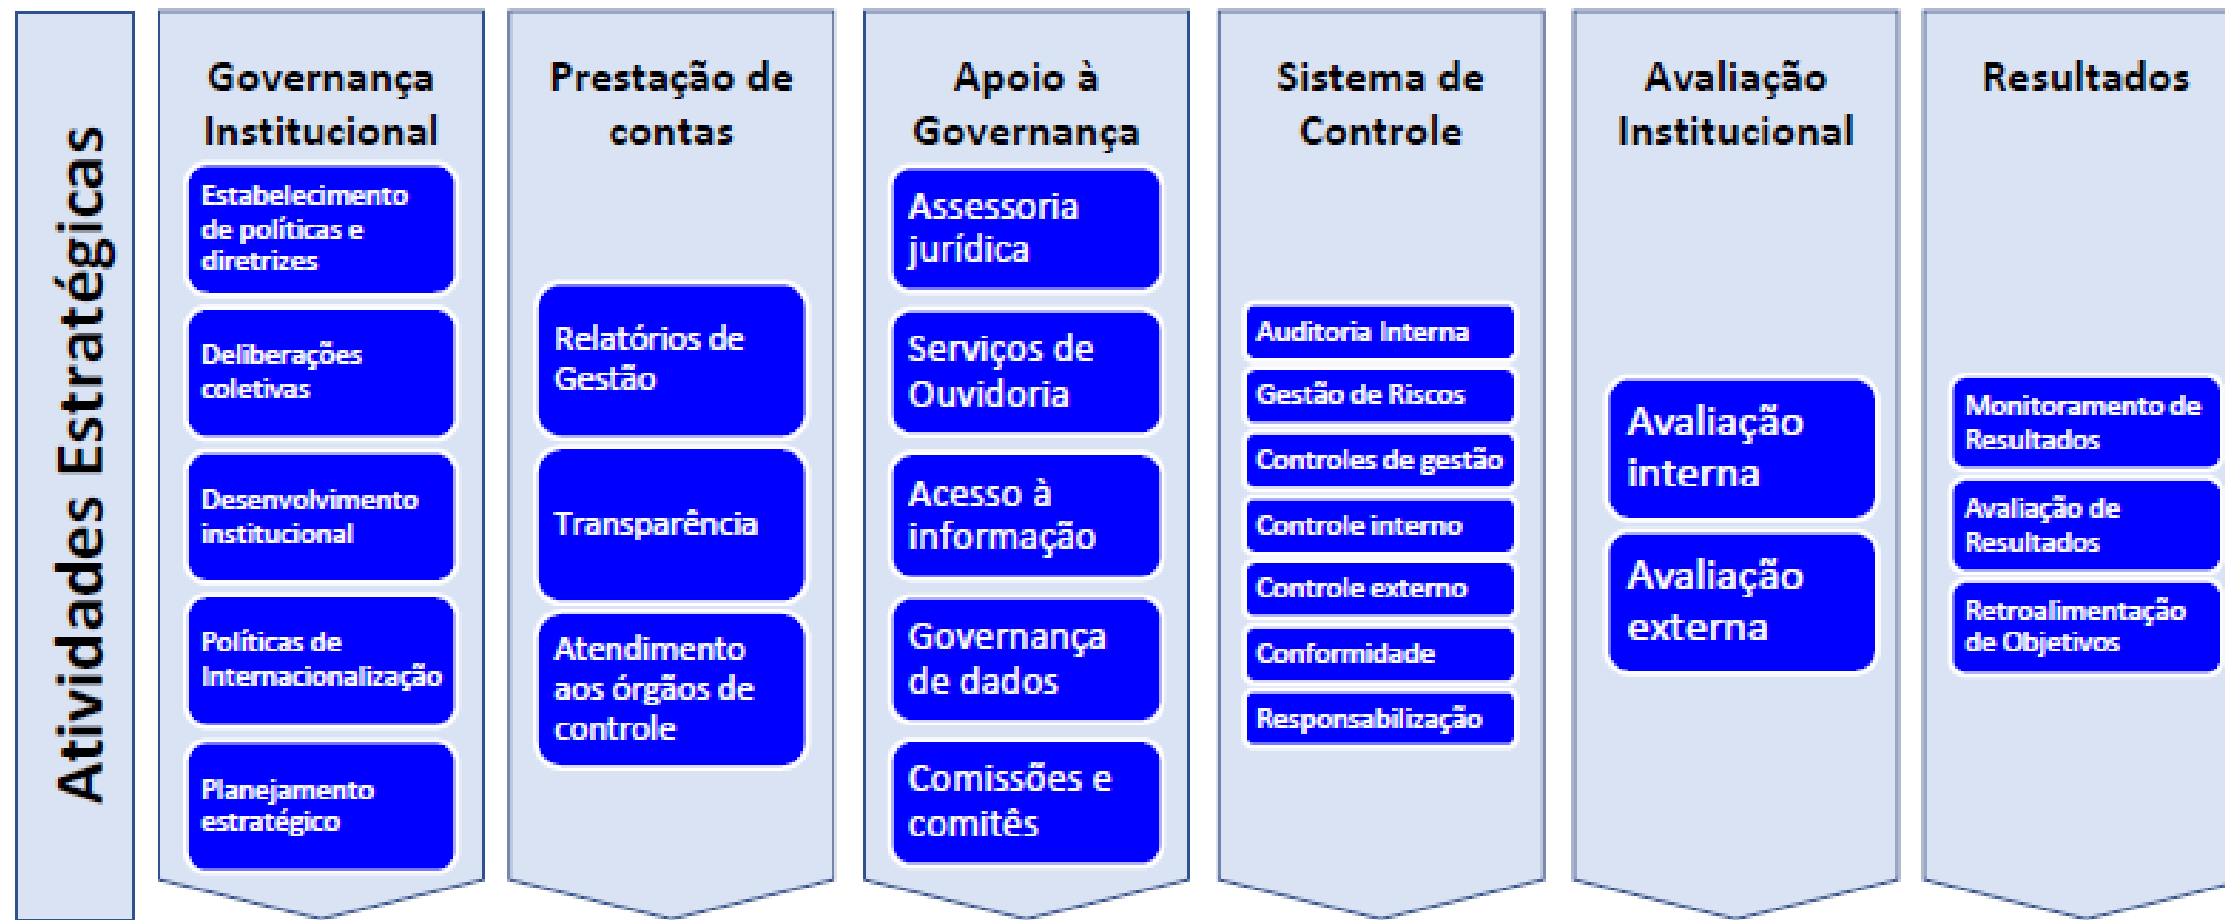 Atividades Estratégicas
Governança
Institucional
Estabelecimento
de políticas e
diretrizes
Deliberações
coletivas
Desenvolvimento
institucional
Políticas de
Internacionalização
Planejamento
estratégico
Prestação de
contas
Relatórios de
Gestão
Transparência
Atendimento
aos órgãos de
controle
Apoio à
Governança
Assessoria
jurídica
Serviços de
Ouvidoria
Acesso à
informação
Governança
de dados
Comissões e
comitês
Sistema de
Controle
Auditoria Interna
Gestão de Riscos
Controles de gestão
Controle interno
Controle externo
Conformidade
Responsabilização
Avaliação
Institucional
Avaliação
interna
Avaliação
externa
Resultados
Monitoramento de
Resultados
Avaliação de
Resultados
Retroalimentação
de Objetivos